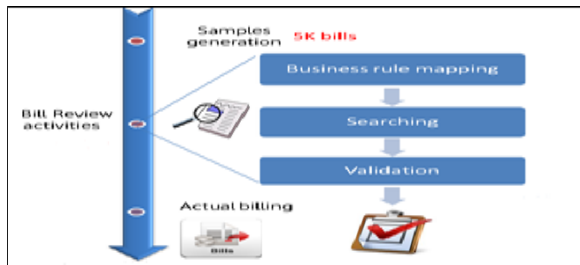 Samples
generation 5K bills
Business rule mapping
Bill Review
activities
Searching
Validation
Actual billing
Bills